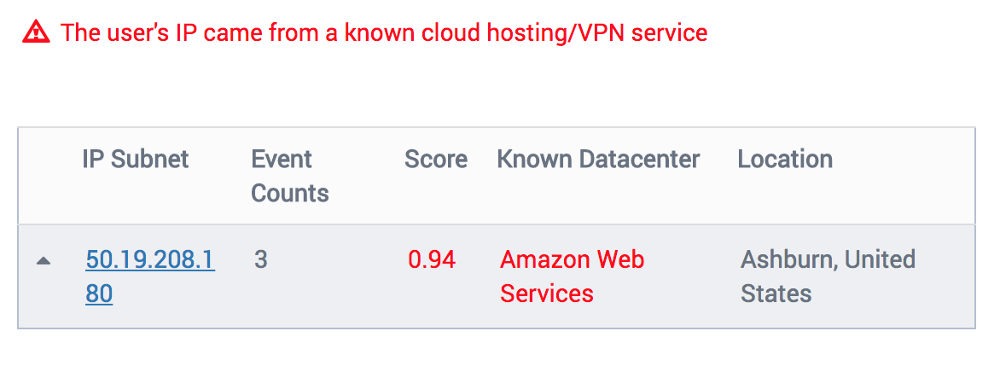 The user's IP came from a known cloud hosting/VPN service
IP Subnet Event Counts Score Known Datacenter Location
50.19.208.180 3 0.94 Amazon Web Services Ashburn, United States